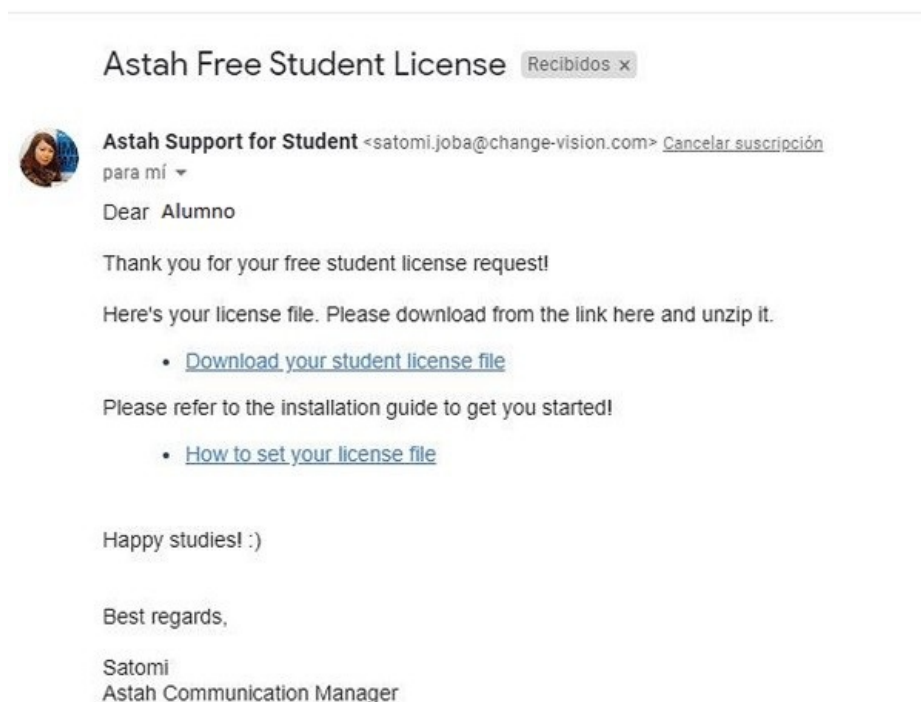 Astah Free Student License Recibidos x
Astah Support for Student <satomi.joba@change-vision.com> Cancelar suscripción
para mí
Dear Alumno
Thank you for your free student license request!
Here's your license file. Please download from the link here and unzip it.
• Download your student license file
Please refer to the installation guide to get you started!
• How to set your license file
Happy studies! :)
Best regards,
Satomi
Astah Communication Manager